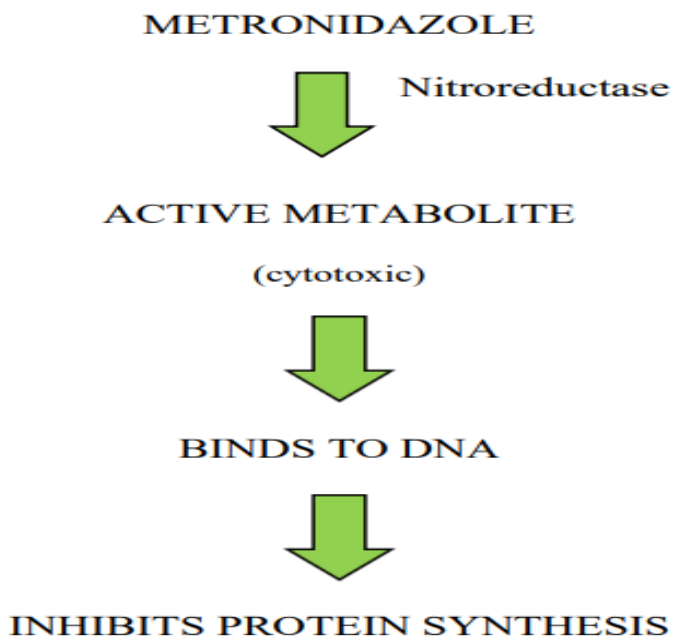 METRONIDAZOLE
Nitroreductase
ACTIVE METABOLITE
(cytotoxic)
BINDS TO DNA
INHIBITS PROTEIN SYNTHESIS